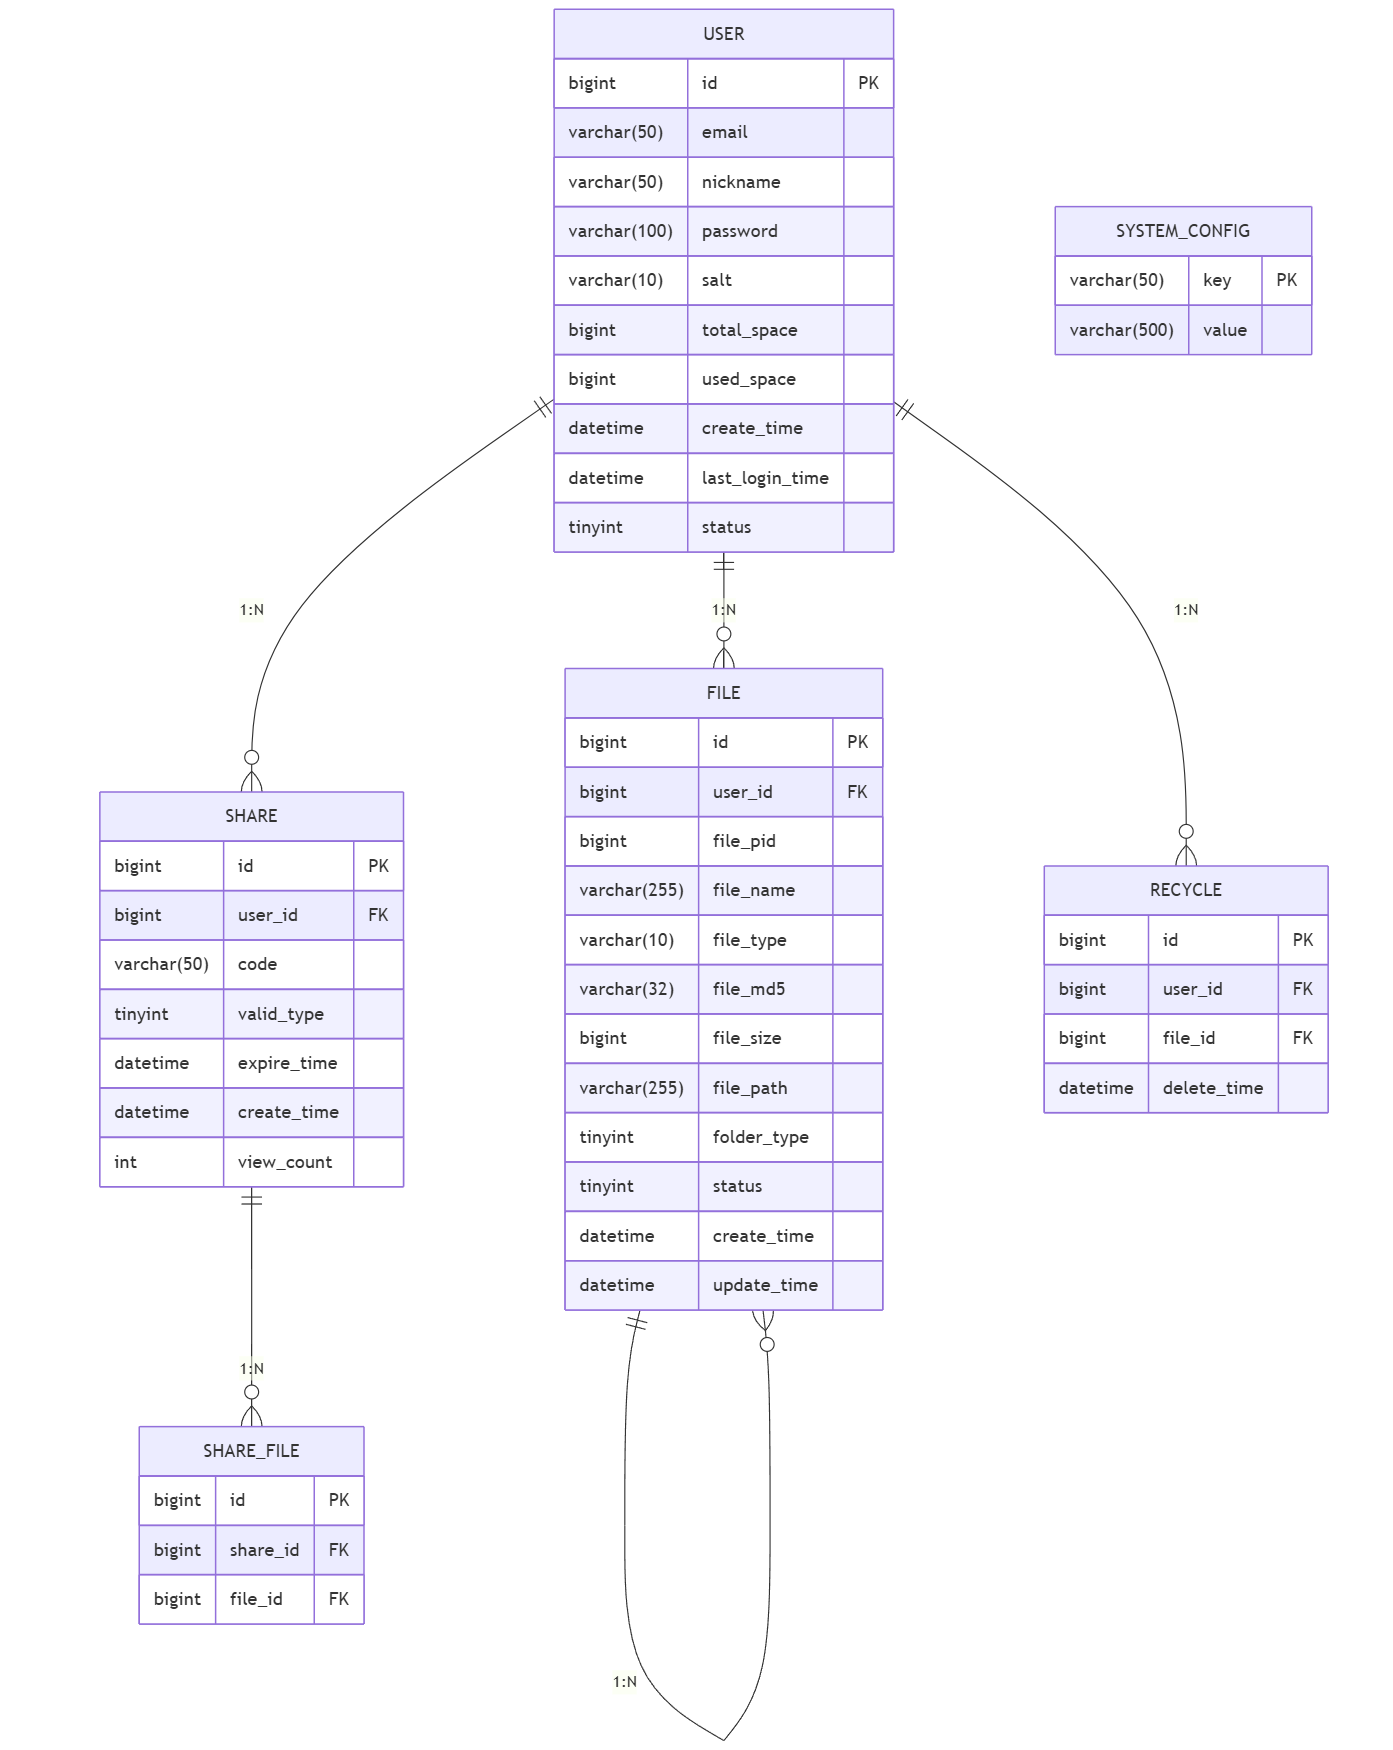 USER
bigint id PK
varchar(50) email
varchar(50) nickname
varchar(100) password
varchar(10) salt
bigint total_space
bigint used_space
datetime create_time
datetime last_login_time
tinyint status
SYSTEM_CONFIG
varchar(50) key PK
varchar(500) value
1:N
1:N
1:N
FILE
bigint id PK
bigint user_id FK
bigint file_pid
varchar(255) file_name
varchar(10) file_type
varchar(32) file_md5
bigint file_size
varchar(255) file_path
tinyint folder_type
tinyint status
datetime create_time
datetime update_time
SHARE
bigint id PK
bigint user_id FK
varchar(50) code
tinyint valid_type
datetime expire_time
datetime create_time
int view_count
RECYCLE
bigint id PK
bigint user_id FK
bigint file_id FK
datetime delete_time
1:N
SHARE_FILE
bigint id PK
bigint share_id FK
bigint file_id FK
1:N